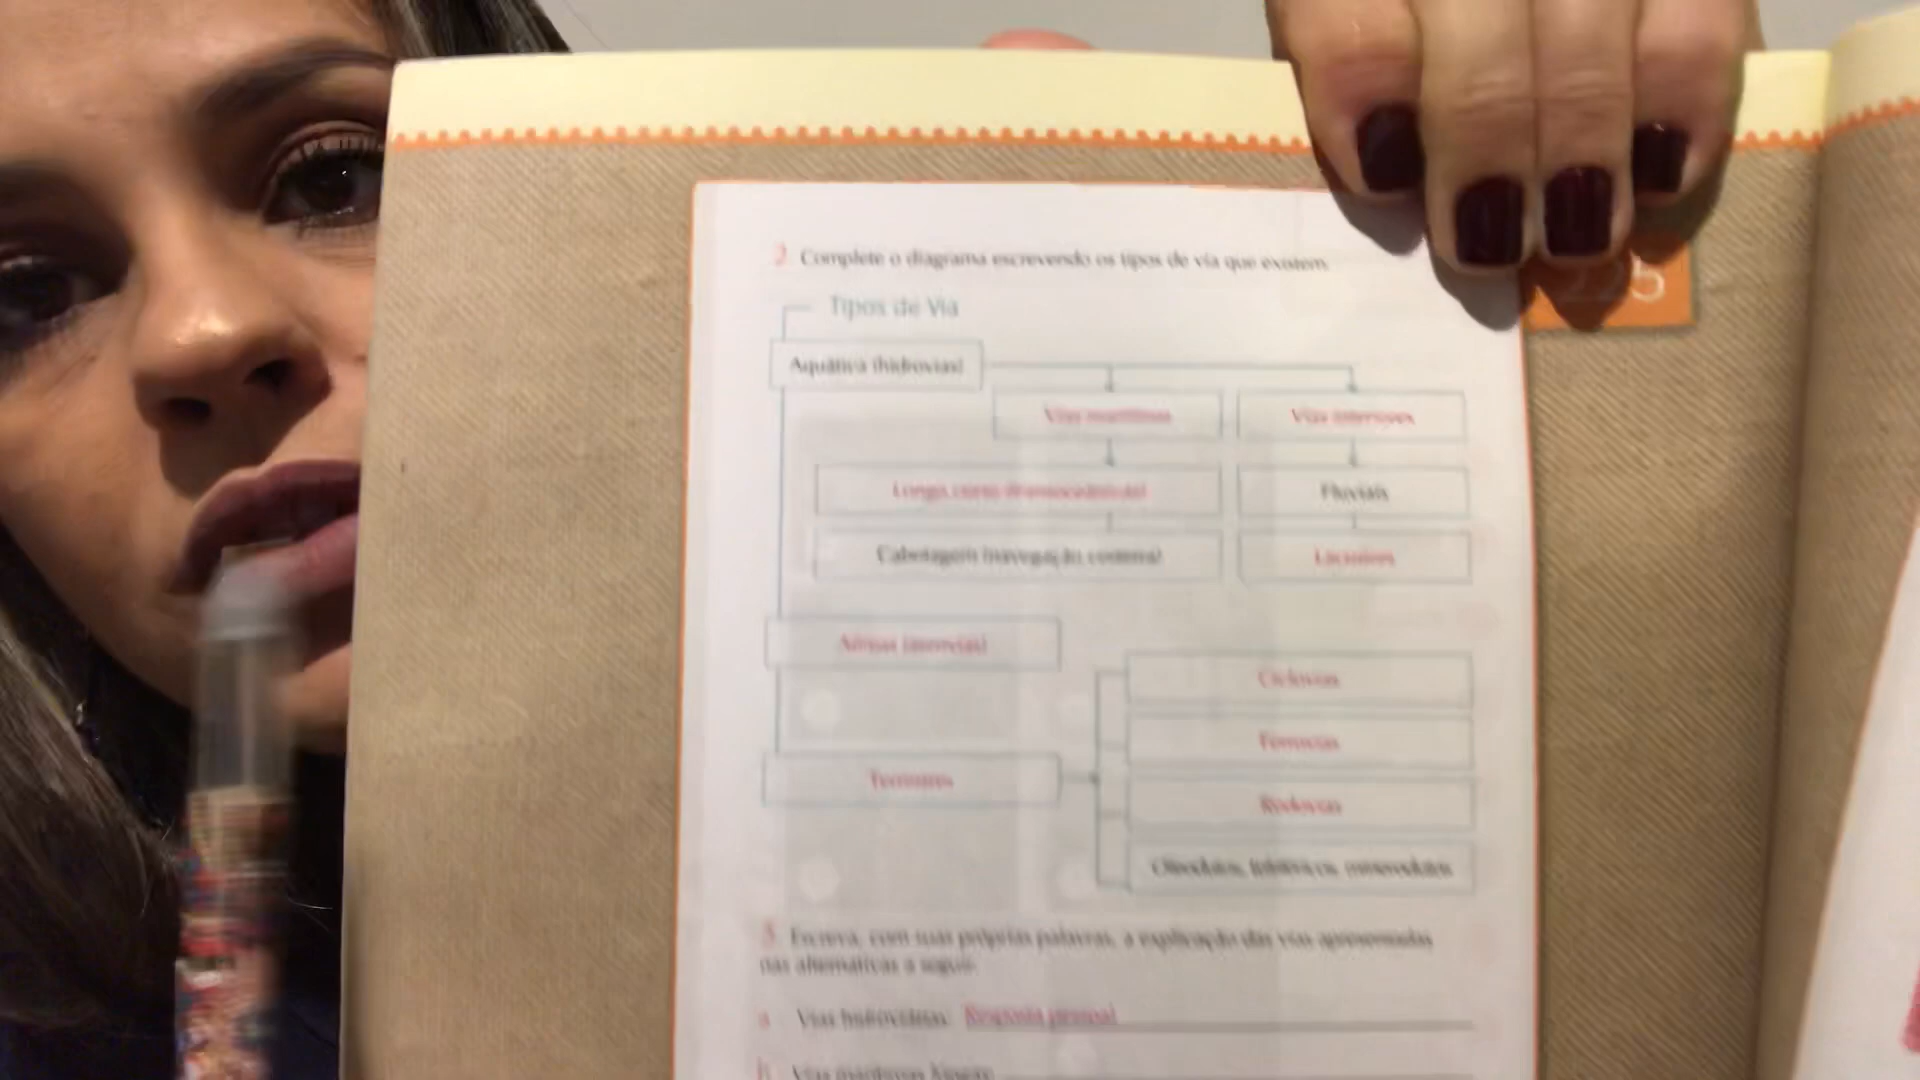 2 Complete o diagrama escrevendo os tipos de via que existem.
Tipos de Via
Aquática (hidrovias)
Vias marítimas
Vias interiores
Longo curso (transoceânicas)
Fluviais
Cabotagem (navegação costeira)
Lacustres
Aéreas (aerovias)
Ciclovias
Ferrovias
Terrestres
Rodovias
Oleodutos, minerodutos
3 Escreva, com suas próprias palavras, a explicação das vias apresentadas
nas alternativas a seguir.
a Vias hidroviárias: Resposta pessoal
b Vias marítimas